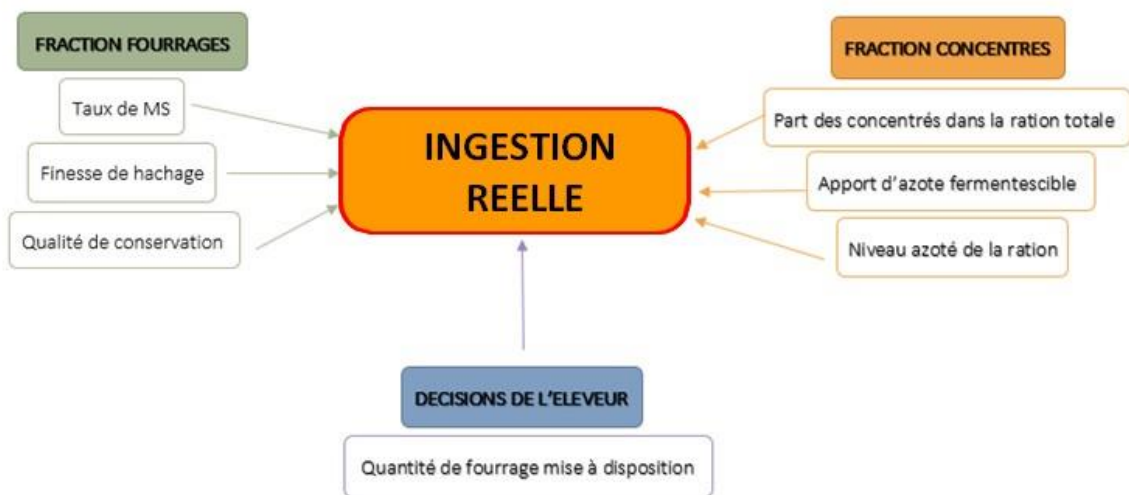 FRACTION FOURRAGES
Taux de MS
Finesse de hachage
Qualité de conservation
INGESTION
REELLE
FRACTION CONCENTRES
Part des concentrés dans la ration totale
Apport d'azote fermentescible
Niveau azoté de la ration
DECISIONS DE L'ELEVEUR
Quantité de fourrage mise à disposition